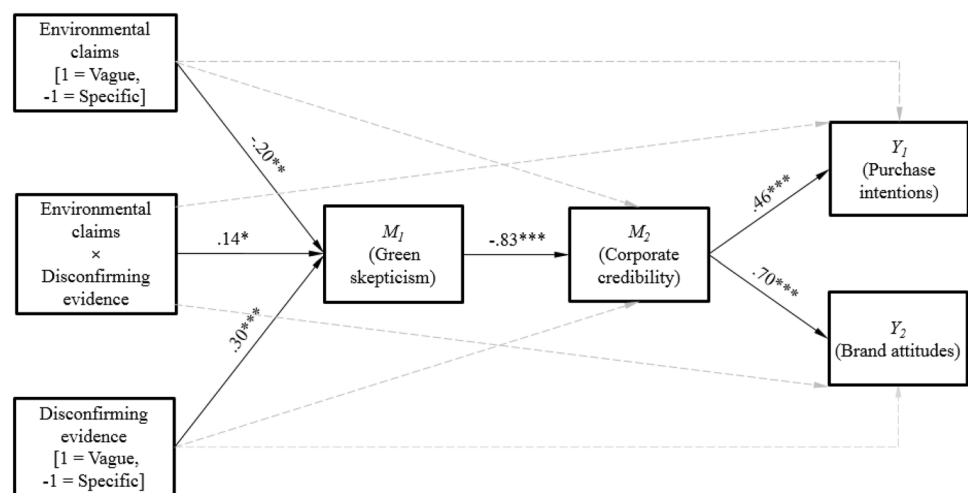 Environmental
claims
[1 = Vague,
-1 = Specific]
-.20**
Y1
(Purchase
intentions)
.46***
Environmental
claims
×
Disconfirming
evidence
.14*
M1
(Green
skepticism)
-.83***
M2
(Corporate
credibility)
.30***
.70***
Y2
(Brand attitudes)
Disconfirming
evidence
[1 = Vague,
-1 = Specific]